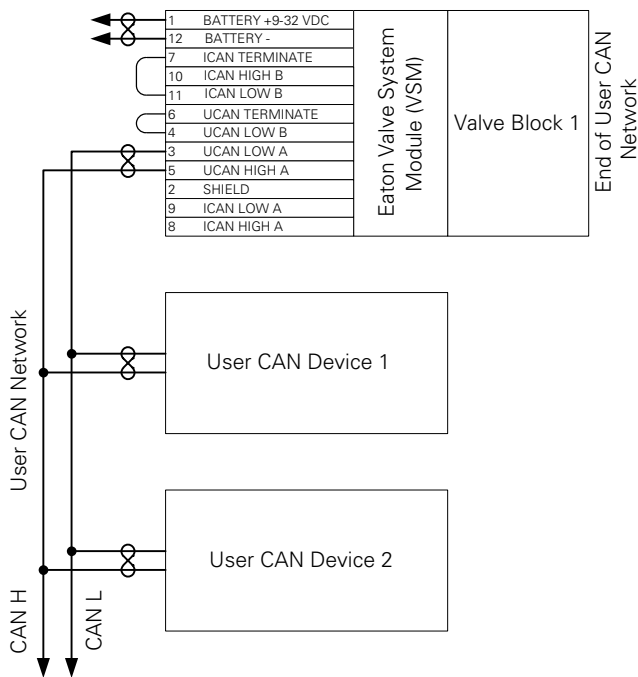 1 BATTERY +9-32 VDC
12 BATTERY -
7 ICAN TERMINATE
10 ICAN HIGH B
11 ICAN LOW B
6 UCAN TERMINATE
4 UCAN LOW B
3 UCAN LOW A
5 UCAN HIGH A
2 SHIELD
9 ICAN LOW A
8 ICAN HIGH A
Eaton Valve System
Module (VSM)
Valve Block 1
End of User CAN
Network
User CAN Device 1
User CAN Network
User CAN Device 2
CAN H
CAN L